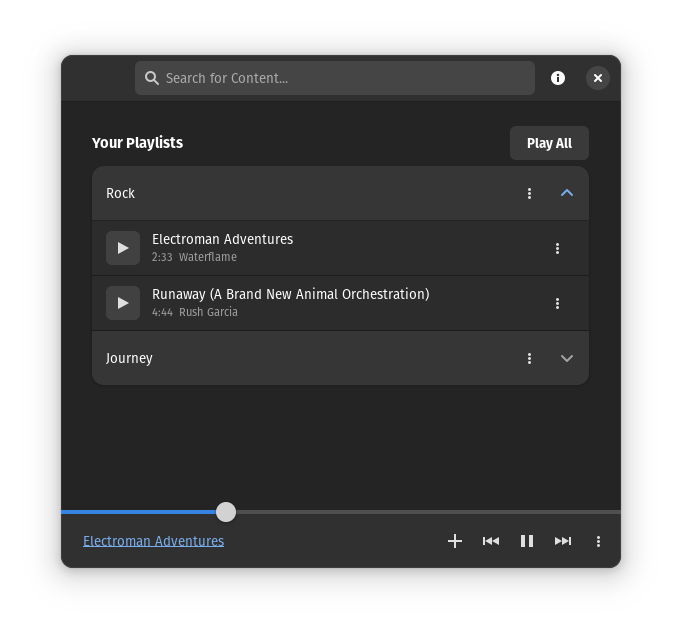 Search for Content...
Your Playlists
Play All
Rock
Electroman Adventures
2:33 Waterflame
Runaway (A Brand New Animal Orchestration)
4:44 Rush Garcia
Journey
Electroman Adventures